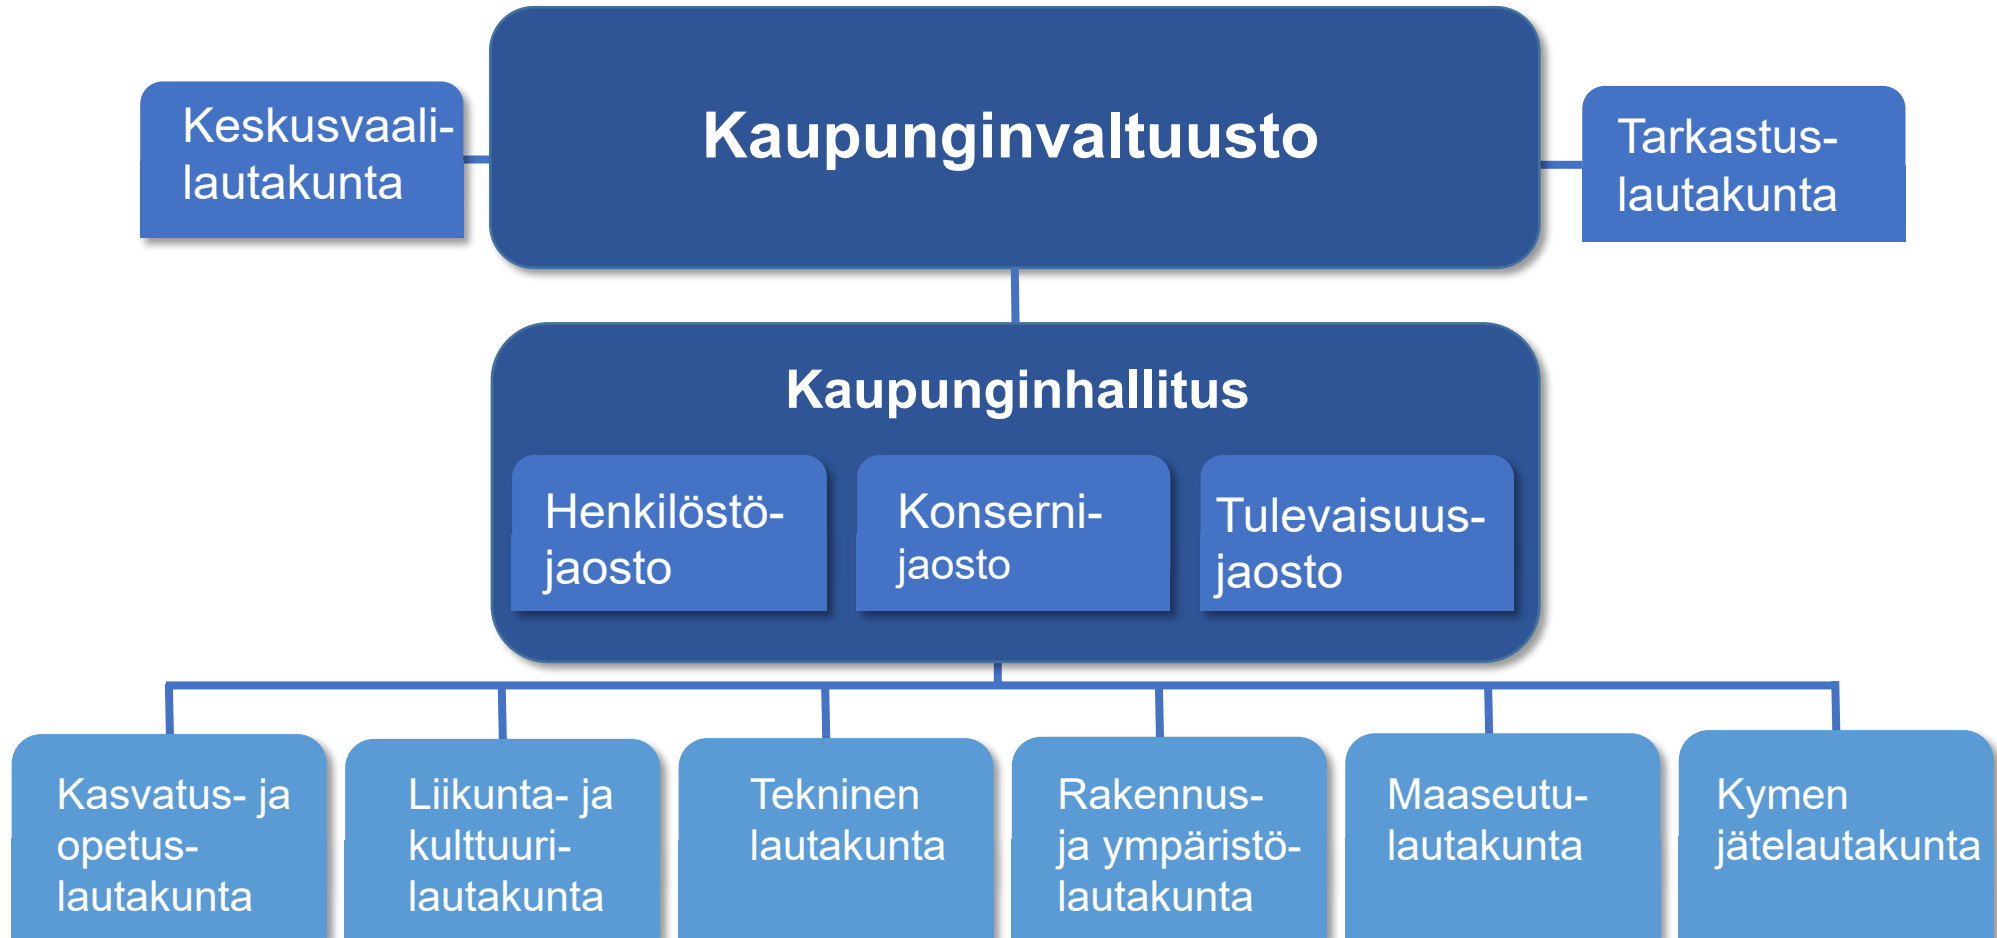 Keskusvaali-
lautakunta
Kaupunginvaltuusto
Tarkastus-
lautakunta
Kaupunginhallitus
Henkilöstö-
jaosto
Konserni-
jaosto
Tulevaisuus-
jaosto
Kasvatus- ja
opetus-
lautakunta
Liikunta- ja
kulttuuri-
lautakunta
Tekninen
lautakunta
Rakennus-
ja ympäristö-
lautakunta
Maaseutu-
lautakunta
Kymen
jätelautakunta